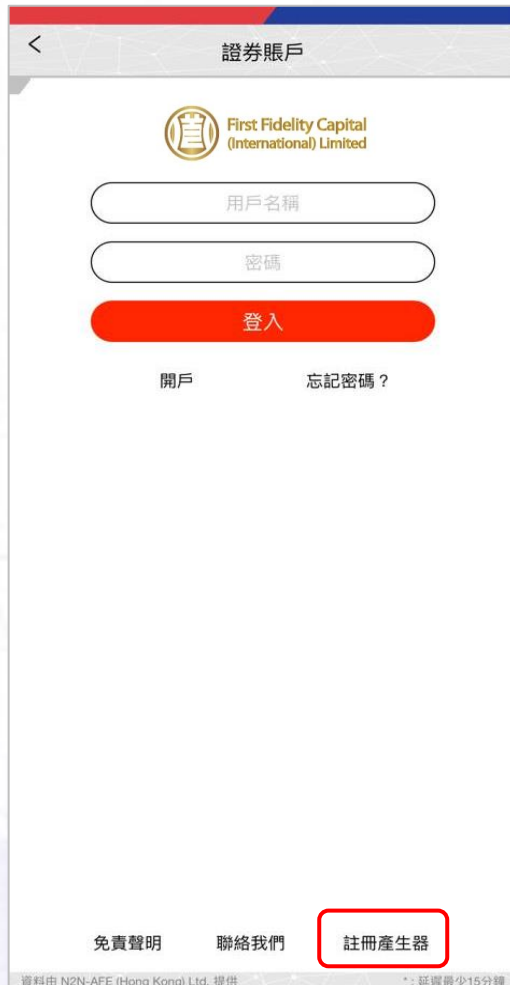 證券賬戶
First Fidelity Capital
(International) Limited
用戶名稱
密碼
登入
開戶 忘記密碼？
免責聲明 聯絡我們 註冊產生器
資料由 N2N-AFE (Hong Kong) Ltd. 提供 *：延遲最少15分鐘